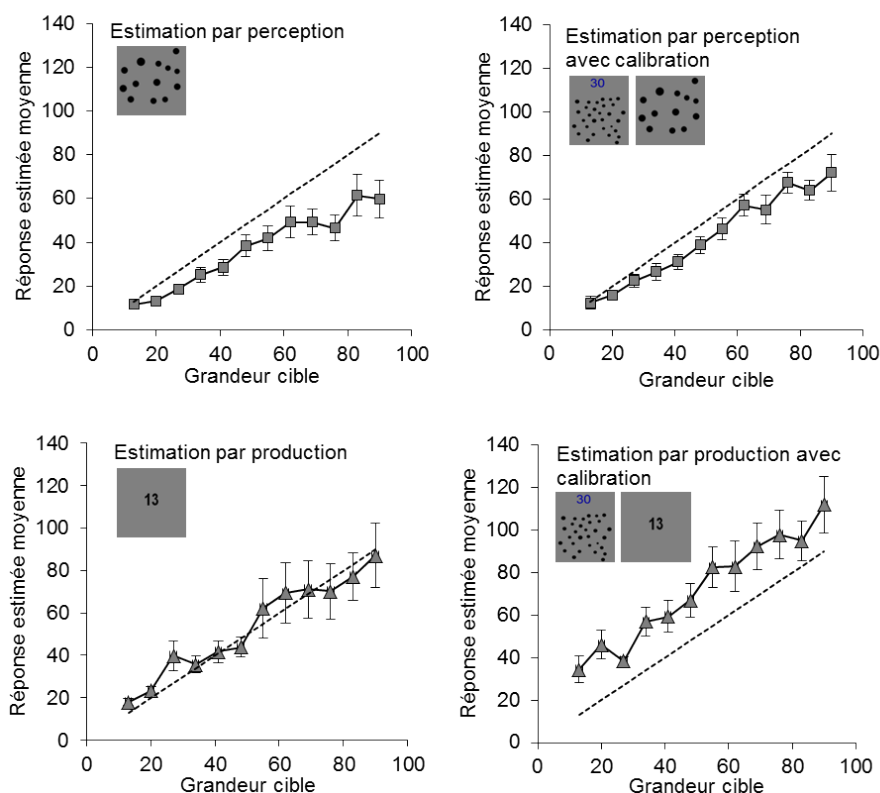 Estimation par perception
140
120
100
80
60
40
20
0
0 20 40 60 80 100
Réponse estimée moyenne
Grandeur cible
Estimation par perception
avec calibration
30
140
120
100
80
60
40
20
0
0 20 40 60 80 100
Réponse estimée moyenne
Grandeur cible
Estimation par production
13
140
120
100
80
60
40
20
0
0 20 40 60 80 100
Réponse estimée moyenne
Grandeur cible
Estimation par production avec
calibration
30
13
140
120
100
80
60
40
20
0
0 20 40 60 80 100
Réponse estimée moyenne
Grandeur cible